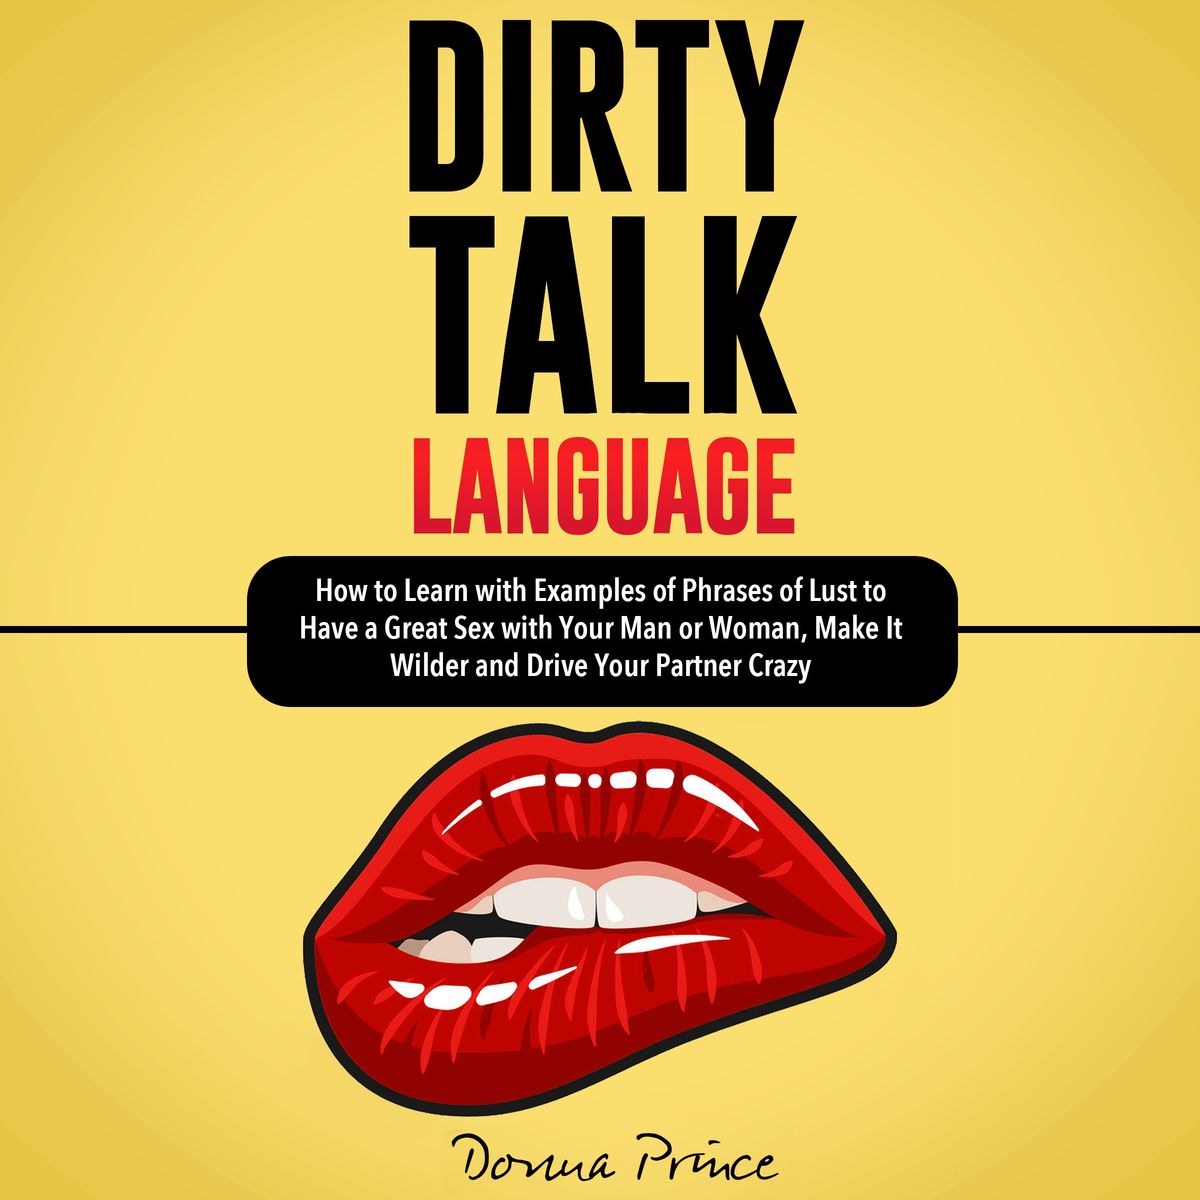 DIRTY
TALK
LANGUAGE
How to Learn with Examples of Phrases of Lust to
Have a Great Sex with Your Man or Woman, Make It
Wilder and Drive Your Partner Crazy
Donna Prince